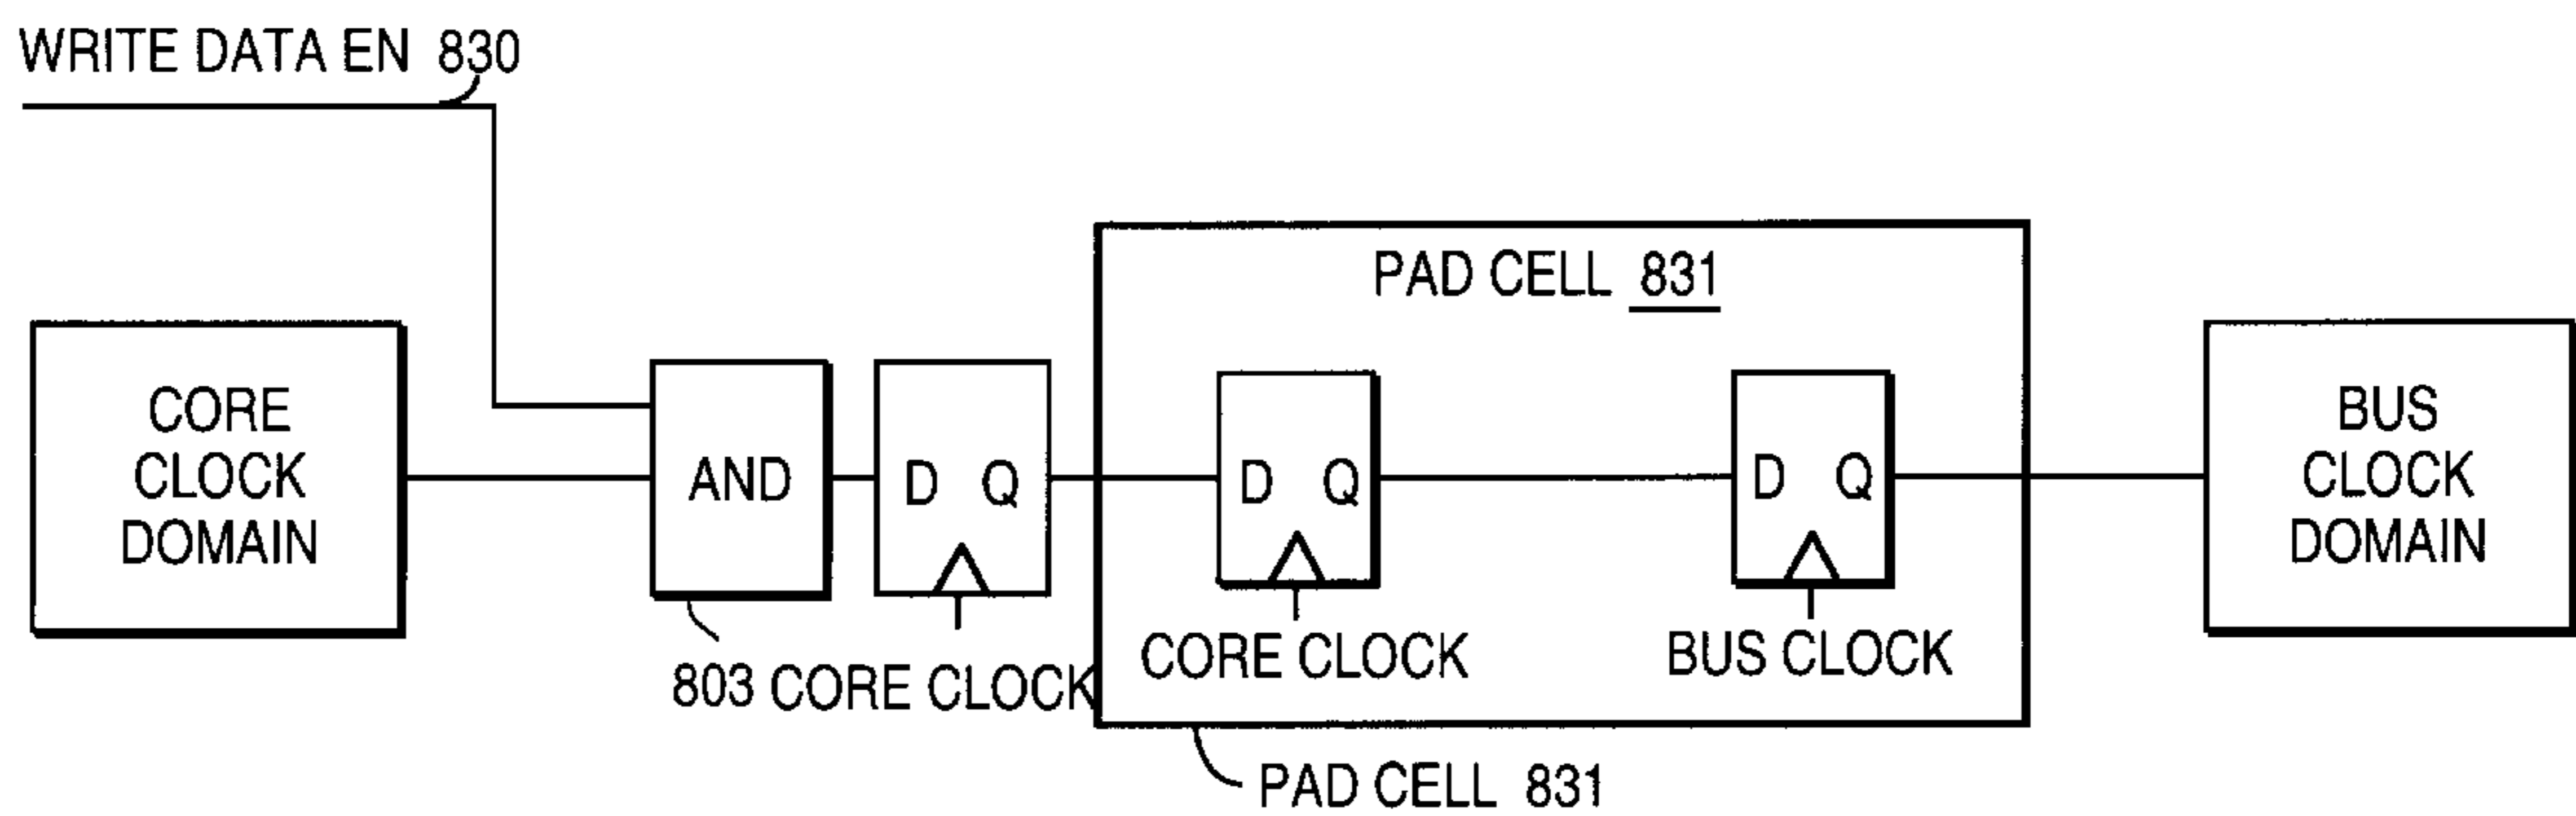 WRITE DATA EN 830
PAD CELL 831
CORE
CLOCK
DOMAIN
AND
D Q
D Q
D Q
BUS
CLOCK
DOMAIN
803
CORE CLOCK
CORE CLOCK
BUS CLOCK
PAD CELL 831